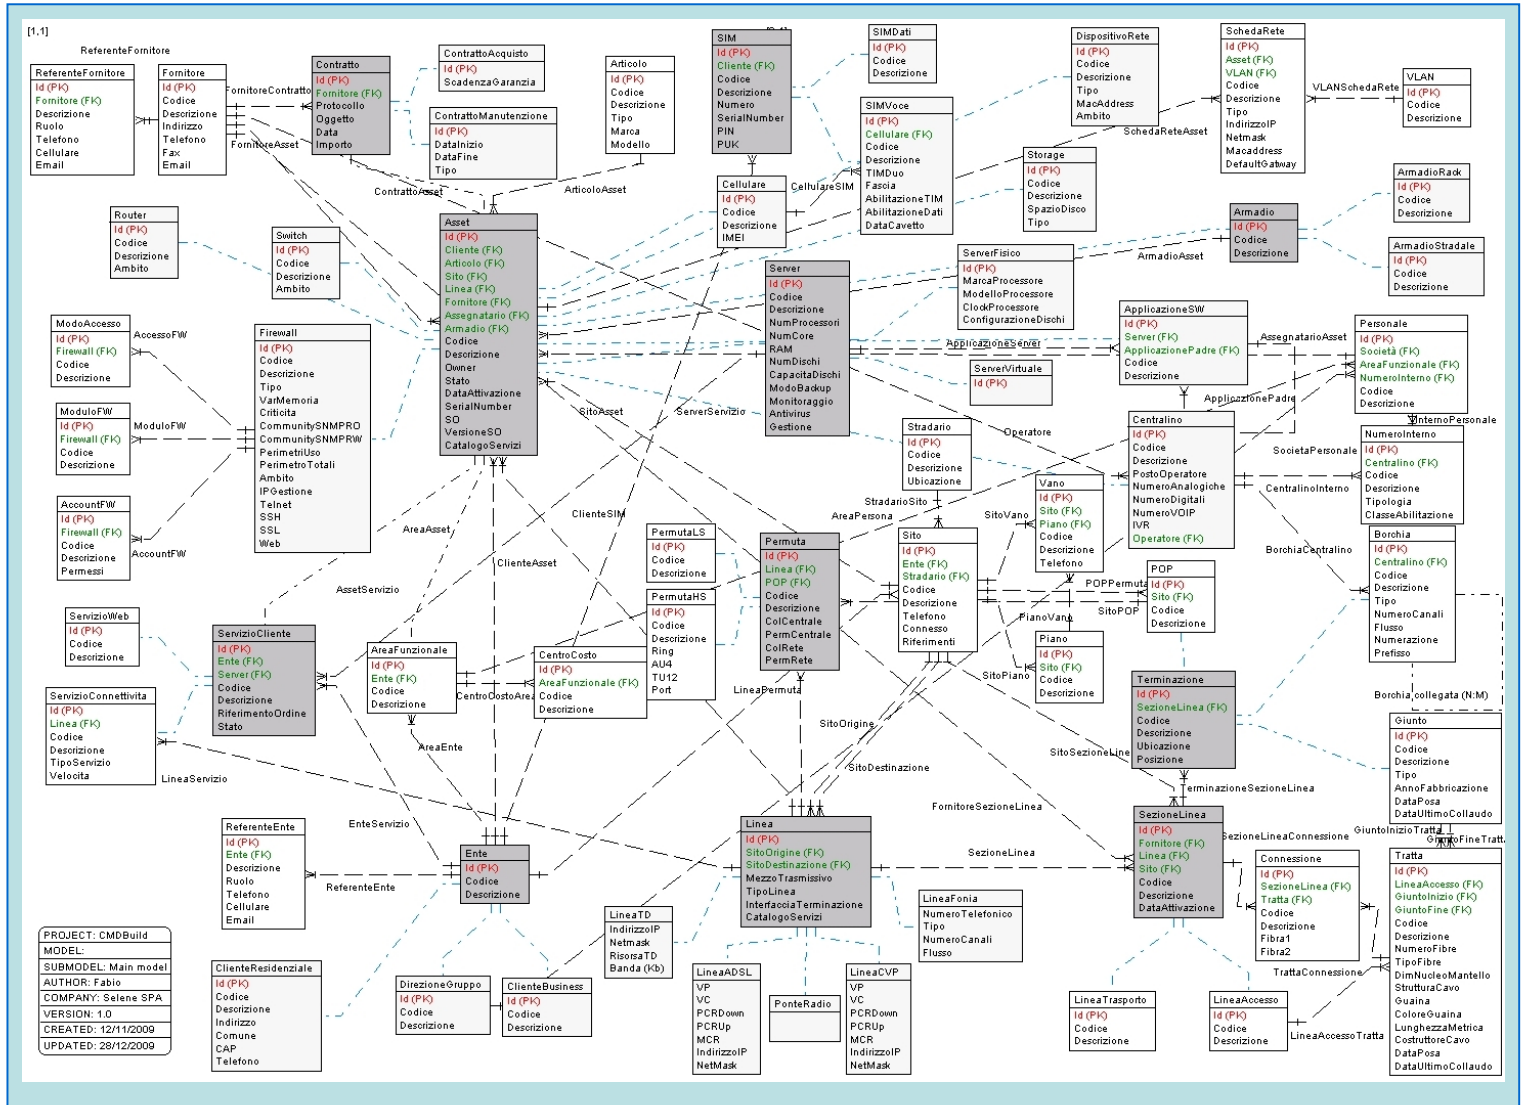 [1,1]
ReferenteFornitore
ReferenteFornitore
Id (PK)
Fornitore (FK)
Descrizione
Ruolo
Telefono
Cellulare
Email
Fornitore
Id (PK)
Codice
Descrizione
Indirizzo
Telefono
Fax
Email
FornitoreContratto
FornitoreAsset
Contratto
Id (PK)
Fornitore (FK)
Protocollo
Oggetto
Data
Importo
ContrattoAcquisto
Id (PK)
ScadenzaGaranzia
ContrattoManutenzione
Id (PK)
DataInizio
DataFine
Tipo
ContrattoAsset
Articolo
Id (PK)
Codice
Descrizione
Tipo
Marca
Modello
ArticoloAsset
SIM
Id (PK)
Cliente (FK)
Codice
Descrizione
Numero
SerialNumber
PIN
PUK
SIMDati
Id (PK)
Codice
Descrizione
SIMVoce
Id (PK)
Cellulare (FK)
Codice
Descrizione
TIMDuo
Fascia
AbilitazioneTIM
AbilitazioneDati
DataCavetto
Cellulare
Id (PK)
Codice
Descrizione
IMEI
CellulareSIM
DispositivoRete
Id (PK)
Codice
Descrizione
Tipo
MacAddress
Ambito
Storage
Id (PK)
Codice
Descrizione
SpazioDisco
Tipo
SchedaReteAsset
SchedaRete
Id (PK)
Asset (FK)
VLAN (FK)
Codice
Descrizione
Tipo
IndirizzoIP
Netmask
Macaddress
DefaultGatway
VLANSchedaRete
VLAN
Id (PK)
Codice
Descrizione
Router
Id (PK)
Codice
Descrizione
Ambito
Switch
Id (PK)
Codice
Descrizione
Ambito
Asset
Id (PK)
Cliente (FK)
Articolo (FK)
Sito (FK)
Linea (FK)
Fornitore (FK)
Assegnatario (FK)
Armadio (FK)
Codice
Descrizione
Owner
Stato
DataAttivazione
SerialNumber
SO
VersioneSO
CatalogoServizi
Server
Id (PK)
Codice
Descrizione
NumProcessori
NumCore
RAM
NumDischi
CapacitaDischi
ModoBackup
Monitoraggio
Antivirus
Gestione
ServerFisico
Id (PK)
MarcaProcessore
ModelloProcessore
ClockProcessore
ConfigurazioneDischi
ServerVirtuale
Id (PK)
ArmadioAsset
Armadio
Id (PK)
Codice
Descrizione
ArmadioRack
Id (PK)
Codice
Descrizione
ArmadioStradale
Id (PK)
Codice
Descrizione
ModoAccesso
Id (PK)
Firewall (FK)
Codice
Descrizione
AccessoFW
ModuloFW
Id (PK)
Firewall (FK)
Codice
Descrizione
ModuloFW
AccountFW
Id (PK)
Firewall (FK)
Codice
Descrizione
Permessi
AccountFW
Firewall
Id (PK)
Codice
Descrizione
Tipo
VarMemoria
Criticita
CommunitySNMPRO
CommunitySNMPRW
PerimetriUso
PerimetroTotali
Ambito
IPGestione
Telnet
SSH
SSL
Web
SitoAsset
ServerServizio
ApplicazioneServer
ApplicazioneSW
Id (PK)
Server (FK)
ApplicazionePadre (FK)
Codice
Descrizione
AssegnatarioAsset
ApplicazionePadre
Personale
Id (PK)
Società (FK)
AreaFunzionale (FK)
NumeroInterno (FK)
Codice
Descrizione
InternoPersonale
Stradario
Id (PK)
Codice
Descrizione
Ubicazione
Operatore
Centralino
Id (PK)
Codice
Descrizione
PostoOperatore
NumeroAnalogiche
NumeroDigitali
NumeroVOIP
IVR
Operatore (FK)
SocietaPersonale
CentralinoInterno
NumeroInterno
Id (PK)
Centralino (FK)
Codice
Descrizione
Tipologia
ClasseAbilitazione
StradarioSito
AreaPersona
ClienteSIM
AreaAsset
ClienteAsset
AssetServizio
Vano
Id (PK)
Sito (FK)
Piano (FK)
Codice
Descrizione
Telefono
SitoVano
PermutaLS
Id (PK)
Codice
Descrizione
PermutaHS
Id (PK)
Codice
Descrizione
Ring
AU4
TU12
Port
Permuta
Id (PK)
Linea (FK)
POP (FK)
Codice
Descrizione
ColCentrale
PermCentrale
ColRete
PermRete
Sito
Id (PK)
Ente (FK)
Stradario (FK)
Codice
Descrizione
Telefono
Connesso
Riferimenti
POPPermuta
SitoPOP
PianoVano
SitoPiano
Piano
Id (PK)
Sito (FK)
Codice
Descrizione
POP
Id (PK)
Sito (FK)
Codice
Descrizione
BorchiaCentralino
Borchia
Id (PK)
Centralino (FK)
Codice
Descrizione
Tipo
NumeroCanali
Flusso
Numerazione
Prefisso
Borchia collegata (N:M)
ServizioWeb
Id (PK)
Codice
Descrizione
ServizioConnettivita
Id (PK)
Linea (FK)
Codice
Descrizione
TipoServizio
Velocita
ServizioCliente
Id (PK)
Ente (FK)
Server (FK)
Codice
Descrizione
RiferimentoOrdine
Stato
AreaFunzionale
Id (PK)
Ente (FK)
Codice
Descrizione
CentroCostoArea
CentroCosto
Id (PK)
AreaFunzionale (FK)
Codice
Descrizione
AreaEnte
LineaServizio
EnteServizio
LineaPermuta
SitoOrigine
SitoDestinazione
SitoSezioneLinea
FornitoreSezioneLinea
Terminazione
Id (PK)
SezioneLinea (FK)
Codice
Descrizione
Ubicazione
Posizione
TerminazioneSezioneLinea
Giunto
Id (PK)
Codice
Descrizione
Tipo
AnnoFabbricazione
DataPosa
DataUltimoCollaudo
GiuntoInizioTratta
GiuntoFineTratta
ReferenteEnte
Id (PK)
Ente (FK)
Descrizione
Ruolo
Telefono
Cellulare
Email
ReferenteEnte
Ente
Id (PK)
Codice
Descrizione
Linea
Id (PK)
SitoOrigine (FK)
SitoDestinazione (FK)
MezzoTrasmissivo
TipoLinea
InterfacciaTerminazione
CatalogoServizi
SezioneLinea
SezioneLinea
Id (PK)
Fornitore (FK)
Linea (FK)
Sito (FK)
Codice
Descrizione
DataAttivazione
SezioneLineaConnessione
Connessione
Id (PK)
SezioneLinea (FK)
Tratta (FK)
Codice
Descrizione
Fibra1
Fibra2
TrattaConnessione
Tratta
Id (PK)
LineaAccesso (FK)
GiuntoInizio (FK)
GiuntoFine (FK)
Codice
Descrizione
NumeroFibre
TipoFibre
DimNucleoMantello
StrutturaCavo
Guaina
ColoreGuaina
LunghezzaMetrica
CostruttoreCavo
DataPosa
DataUltimoCollaudo
LineaTD
IndirizzoIP
Netmask
RisorsaTD
Banda (Kb)
LineaFonia
NumeroTelefonico
Tipo
NumeroCanali
Flusso
PROJECT: CMDBuild
MODEL:
SUBMODEL: Main model
AUTHOR: Fabio
COMPANY: Selene SPA
VERSION: 1.0
CREATED: 12/11/2009
UPDATED: 28/12/2009
ClienteResidenziale
Id (PK)
Codice
Descrizione
Indirizzo
Comune
CAP
Telefono
DirezioneGruppo
Id (PK)
Codice
Descrizione
ClienteBusiness
Id (PK)
Codice
Descrizione
LineaADSL
VP
VC
PCRDown
PCRUp
MCR
IndirizzoIP
NetMask
PonteRadio
LineaCVP
VP
VC
PCRDown
PCRUp
MCR
IndirizzoIP
NetMask
LineaTrasporto
Id (PK)
Codice
Descrizione
LineaAccesso
Id (PK)
Codice
Descrizione
LineaAccessoTratta